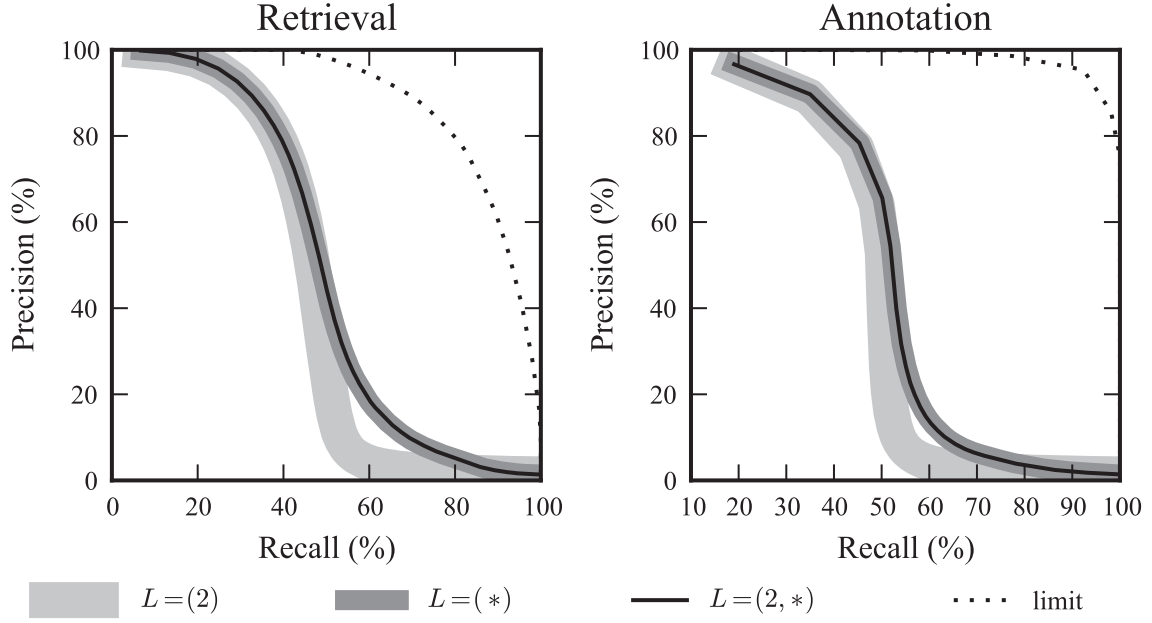 Retrieval
Annotation
Precision (%)
100
80
60
40
20
0
0 20 40 60 80 100
Recall (%)
Precision (%)
100
80
60
40
20
0
10 20 30 40 50 60 70 80 90 100
Recall (%)
L=(2) L=(*) L=(2,*) limit